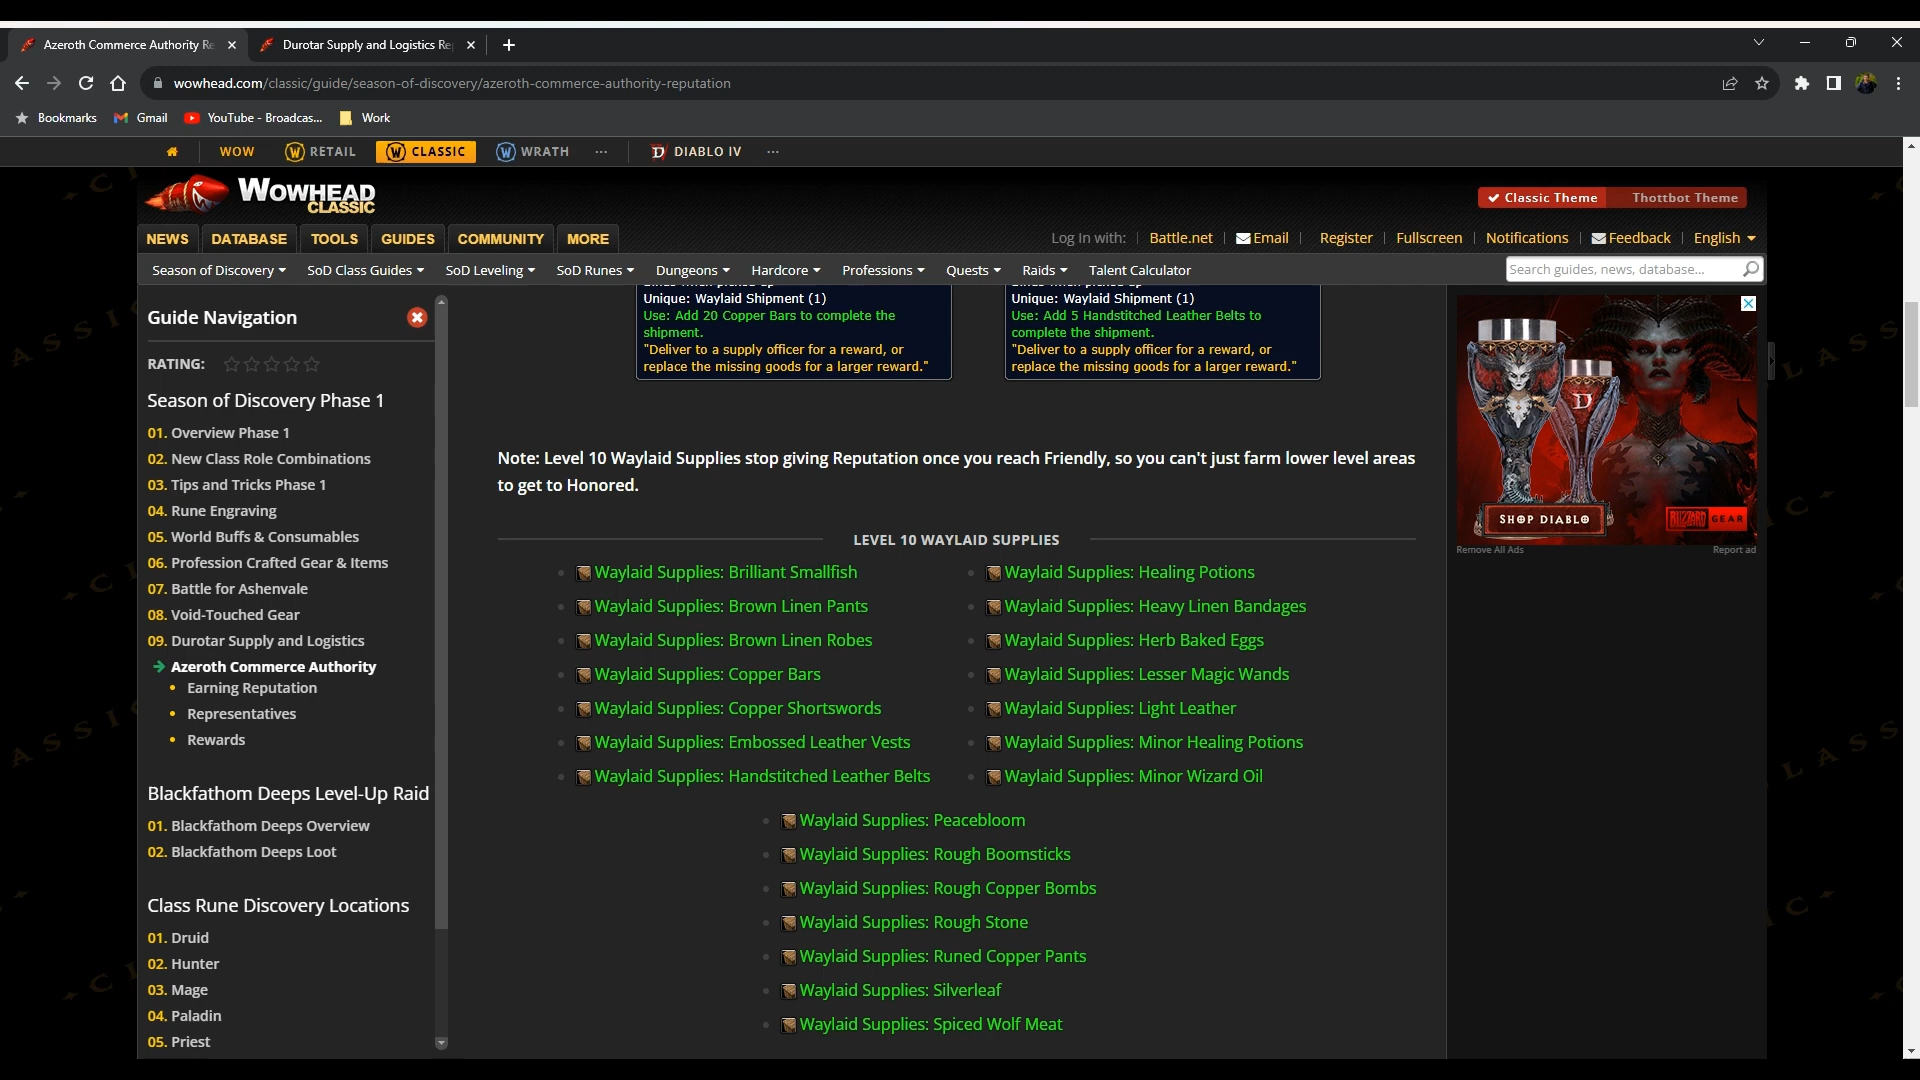 Azeroth Commerce Authority Re
Durotar Supply and Logistics Re
wowhead.com/classic/guide/season-of-discovery/azeroth-commerce-authority-reputation
Bookmarks
Gmail
YouTube - Broadcas...
Work
WOW
RETAIL
CLASSIC
WRATH
...
DIABLO IV
...
WOWHEAD
CLASSIC
Classic Theme
Thottbot Theme
NEWS
DATABASE
TOOLS
GUIDES
COMMUNITY
MORE
Log in with:
Battle.net
Email
Register
Fullscreen
Notifications
Feedback
English
Season of Discovery
SoD Class Guides
SoD Leveling
SoD Runes
Dungeons
Hardcore
Professions
Quests
Raids
Talent Calculator
Search guides, news, database...
Guide Navigation
RATING:
Season of Discovery Phase 1
01. Overview Phase 1
02. New Class Role Combinations
03. Tips and Tricks Phase 1
04. Rune Engraving
05. World Buffs & Consumables
06. Profession Crafted Gear & Items
07. Battle for Ashenvale
08. Void-Touched Gear
09. Durotar Supply and Logistics
Azeroth Commerce Authority
Earning Reputation
Representatives
Rewards
Blackfathom Deeps Level-Up Raid
01. Blackfathom Deeps Overview
02. Blackfathom Deeps Loot
Class Rune Discovery Locations
01. Druid
02. Hunter
03. Mage
04. Paladin
05. Priest
Unique: Waylaid Shipment (1)
Use: Add 20 Copper Bars to complete the
shipment.
"Deliver to a supply officer for a reward, or
replace the missing goods for a larger reward."
Unique: Waylaid Shipment (1)
Use: Add 5 Handstitched Leather Belts to
complete the shipment.
"Deliver to a supply officer for a reward, or
replace the missing goods for a larger reward."
Note: Level 10 Waylaid Supplies stop giving Reputation once you reach Friendly, so you can't just farm lower level areas
to get to Honored.
LEVEL 10 WAYLAID SUPPLIES
Waylaid Supplies: Brilliant Smallfish
Waylaid Supplies: Brown Linen Pants
Waylaid Supplies: Brown Linen Robes
Waylaid Supplies: Copper Bars
Waylaid Supplies: Copper Shortswords
Waylaid Supplies: Embossed Leather Vests
Waylaid Supplies: Handstitched Leather Belts
Waylaid Supplies: Healing Potions
Waylaid Supplies: Heavy Linen Bandages
Waylaid Supplies: Herb Baked Eggs
Waylaid Supplies: Lesser Magic Wands
Waylaid Supplies: Light Leather
Waylaid Supplies: Minor Healing Potions
Waylaid Supplies: Minor Wizard Oil
Waylaid Supplies: Peacebloom
Waylaid Supplies: Rough Boomsticks
Waylaid Supplies: Rough Copper Bombs
Waylaid Supplies: Rough Stone
Waylaid Supplies: Runed Copper Pants
Waylaid Supplies: Silverleaf
Waylaid Supplies: Spiced Wolf Meat
SHOP DIABLO
BLIZZARD GEAR
Remove All Ads
Report ad